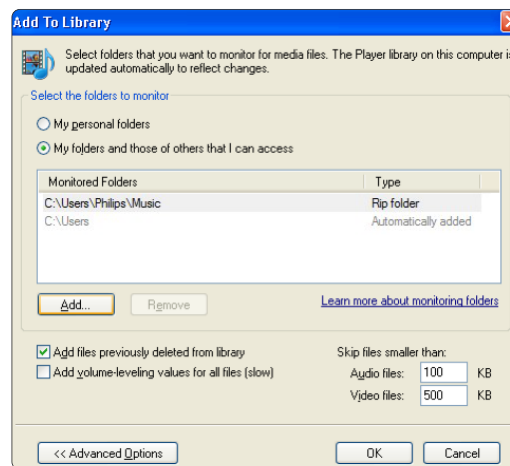 Add To Library
Select folders that you want to monitor for media files. The Player library on this computer is
updated automatically to reflect changes.
Select the folders to monitor
My personal folders
My folders and those of others that I can access
Monitored Folders Type
C:\Users\Philips\Music Rip folder
C:\Users Automatically added
Add... Remove Learn more about monitoring folders
Add files previously deleted from library Skip files smaller than:
Add volume-leveling values for all files (slow) Audio files: 100 KB
Video files: 500 KB
<< Advanced Options OK Cancel